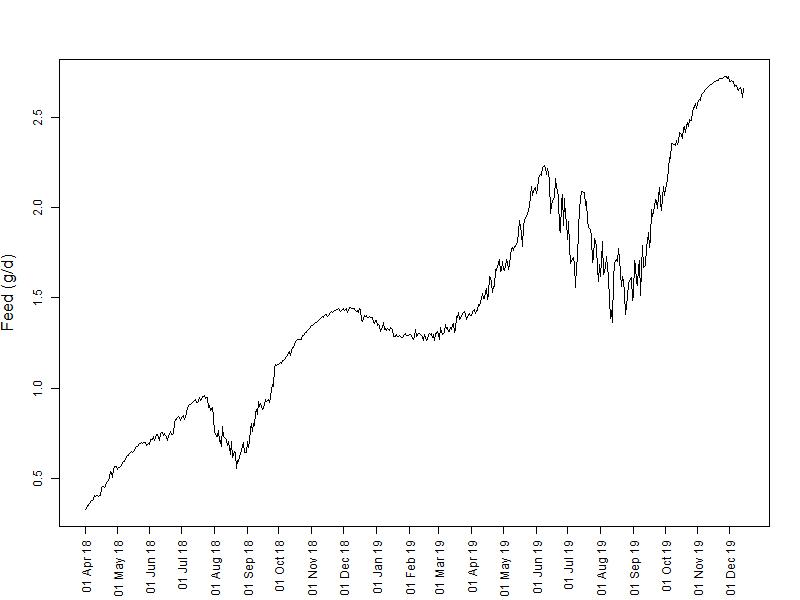 Feed (g/d)
2.5
2.0
1.5
1.0
0.5
01 Apr 18
01 May 18
01 Jun 18
01 Jul 18
01 Aug 18
01 Sep 18
01 Oct 18
01 Nov 18
01 Dec 18
01 Jan 19
01 Feb 19
01 Mar 19
01 Apr 19
01 May 19
01 Jun 19
01 Jul 19
01 Aug 19
01 Sep 19
01 Oct 19
01 Nov 19
01 Dec 19